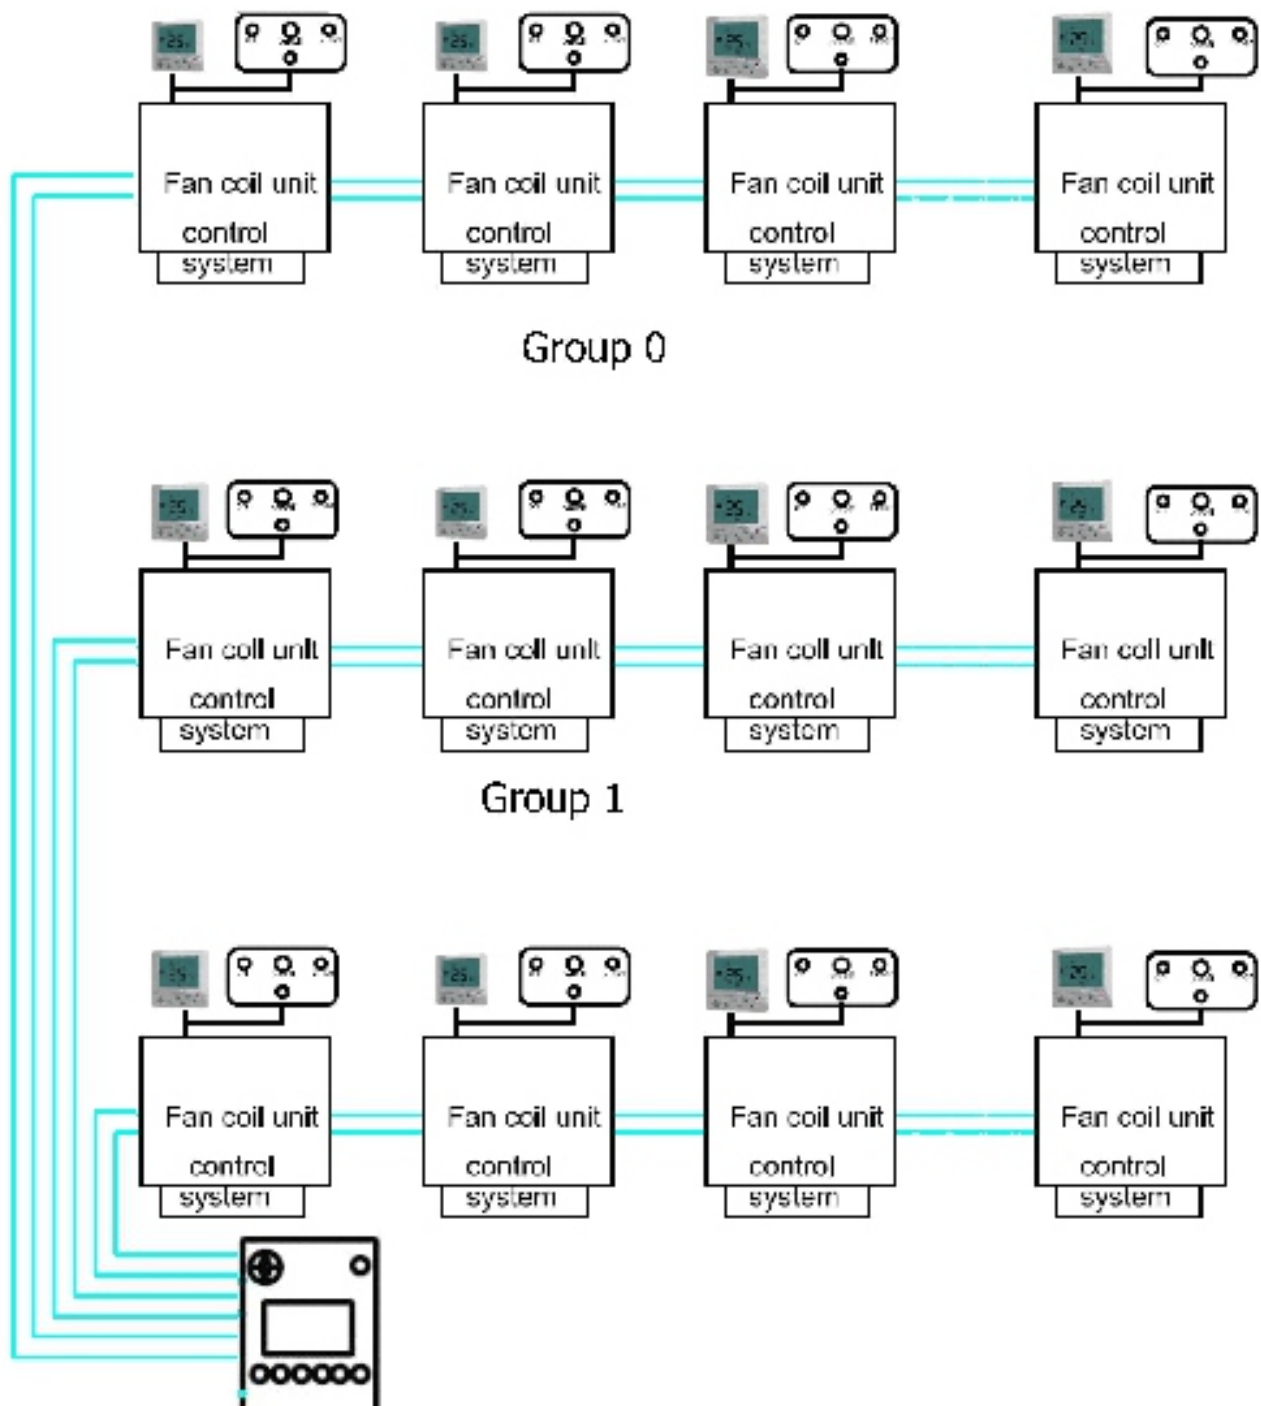 Fan coil unit
control
system
Fan coil unit
control
system
Fan coil unit
control
system
Fan coil unit
control
system
Group 0
Fan coil unit
control
system
Fan coil unit
control
system
Fan coil unit
control
system
Fan coil unit
control
system
Group 1
Fan coil unit
control
system
Fan coil unit
control
system
Fan coil unit
control
system
Fan coil unit
control
system